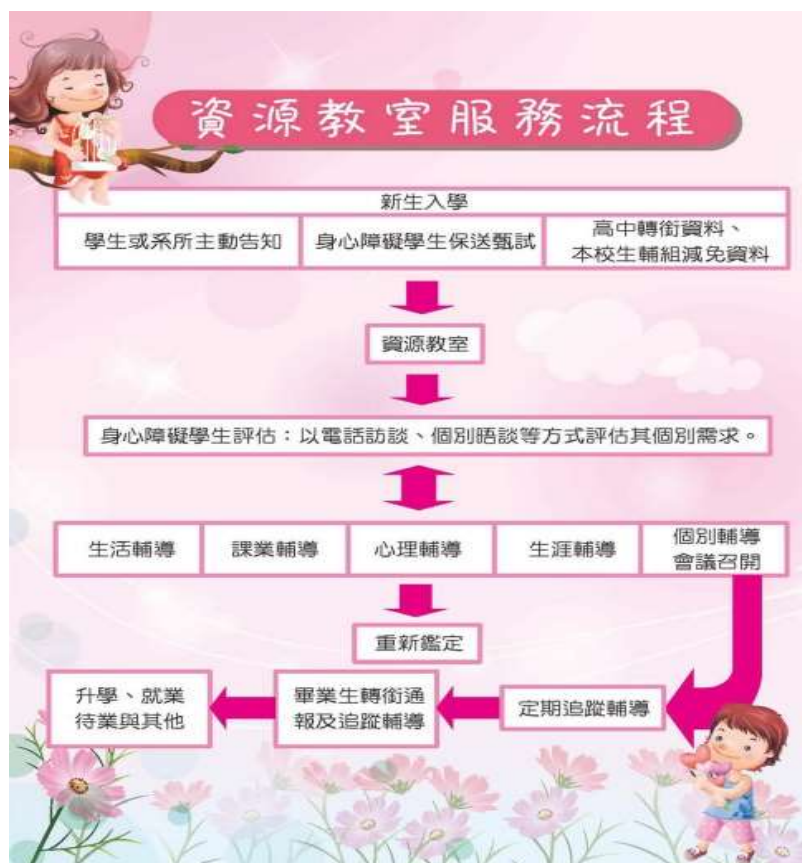 資源教室服務流程
新生入學
學生或系所主動告知
身心障礙學生保送甄試
高中轉銜資料、
本校生輔組減免資料
資源教室
身心障礙學生評估：以電話訪談、個別晤談等方式評估其個別需求。
生活輔導
課業輔導
心理輔導
生涯輔導
個別輔導
會議召開
重新鑑定
升學、就業
待業與其他
畢業生轉銜通
報及追蹤輔導
定期追蹤輔導